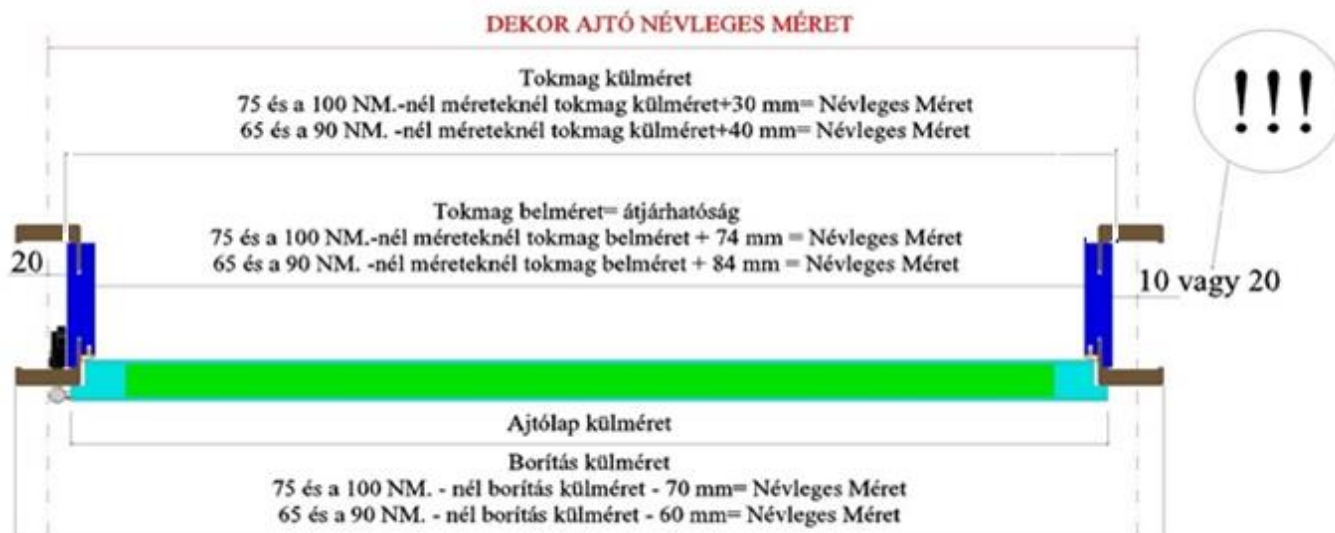 DEKOR AJTÓ NÉVLEGES MÉRET
Tokmag külméret
75 és a 100 NM.-nél méreteknél tokmag külméret+30 mm= Névleges Méret
65 és a 90 NM. -nél méreteknél tokmag külméret+40 mm= Névleges Méret
!!!
Tokmag belméret= átjárhatóság
75 és a 100 NM.-nél méreteknél tokmag belméret + 74 mm = Névleges Méret
65 és a 90 NM. -nél méreteknél tokmag belméret + 84 mm = Névleges Méret
20
10 vagy 20
Ajtólap külméret
Borítás külméret
75 és a 100 NM. - nél borítás külméret - 70 mm= Névleges Méret
65 és a 90 NM. - nél borítás külméret - 60 mm= Névleges Méret